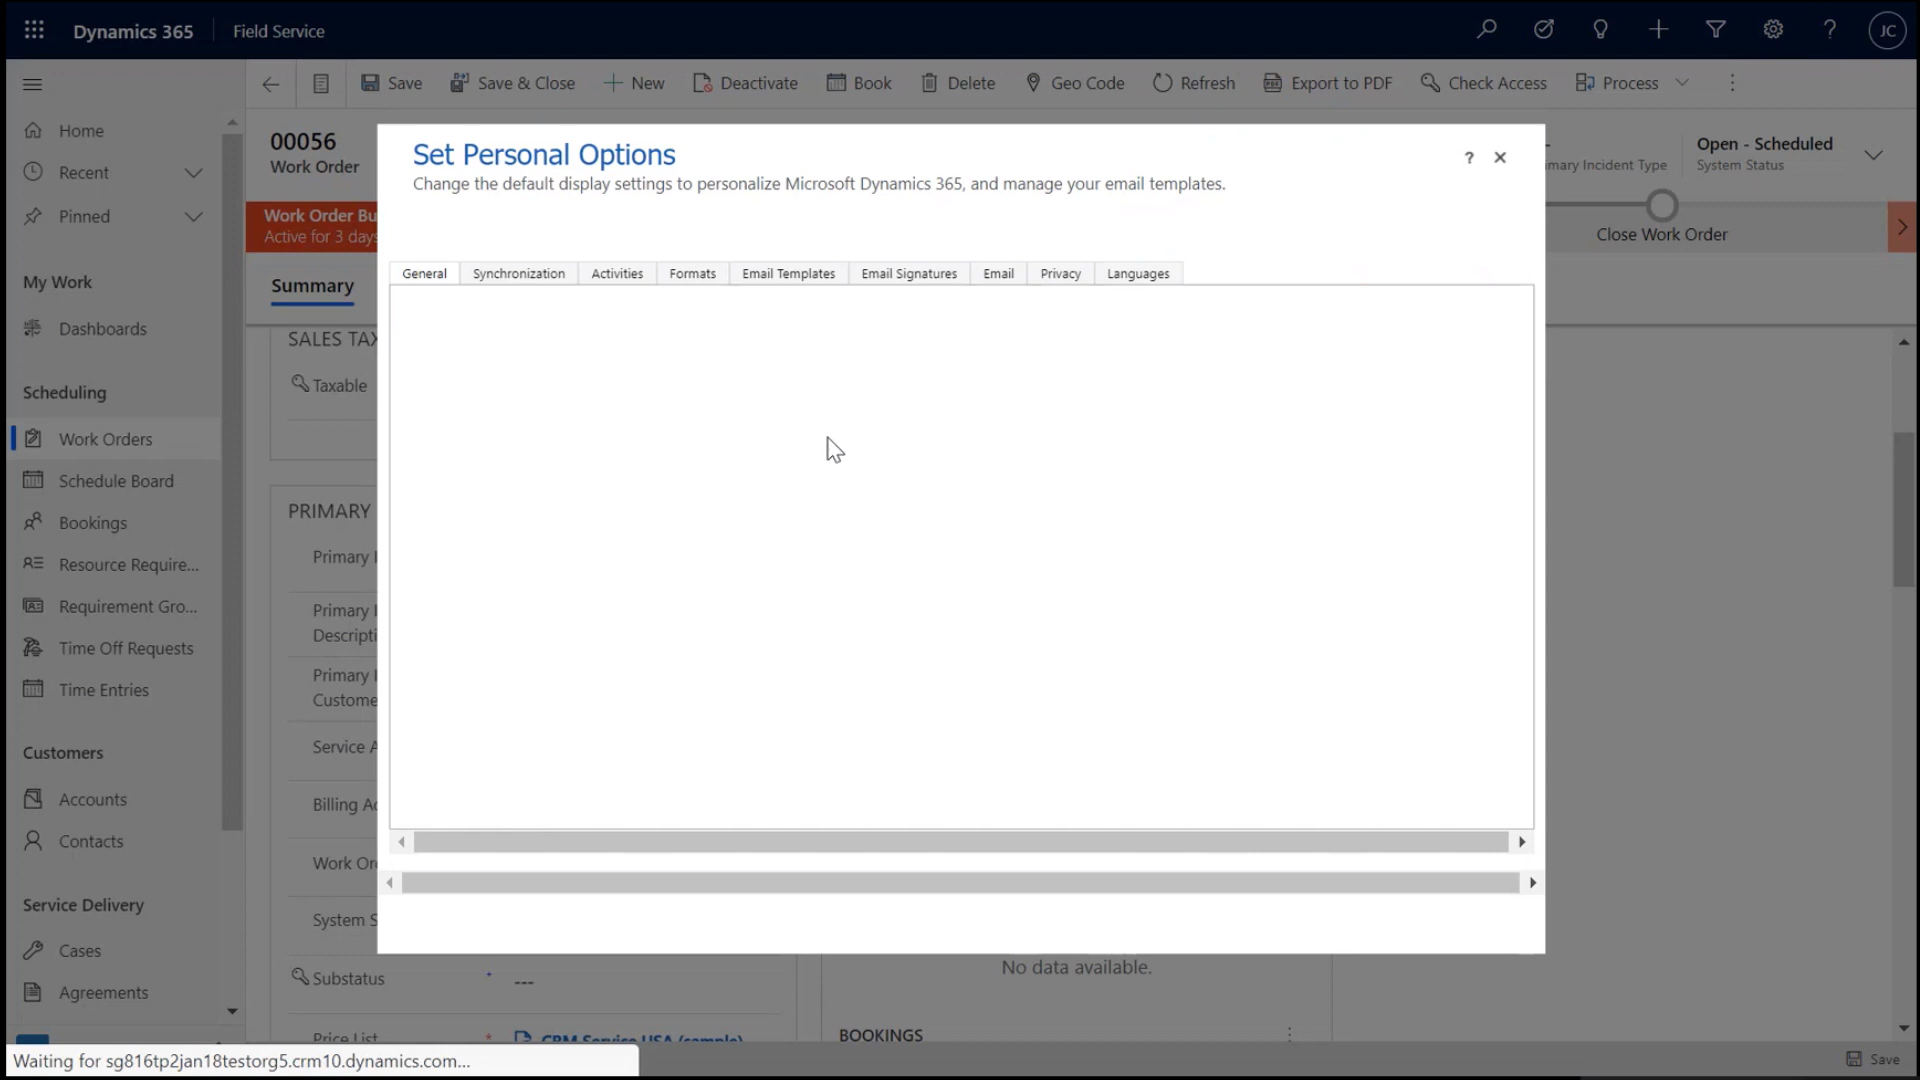 Dynamics 365
Field Service
JC
Save
Save & Close
New
Deactivate
Book
Delete
Geo Code
Refresh
Export to PDF
Check Access
Process
Home
Recent
Pinned
My Work
Dashboards
Scheduling
Work Orders
Schedule Board
Bookings
Resource Require...
Requirement Gro...
Time Off Requests
Time Entries
Customers
Accounts
Contacts
Service Delivery
Cases
Agreements
00056
Work Order
Open - Scheduled
System Status
Work Order Bu
Active for 3 days
Close Work Order
Summary
Set Personal Options
Change the default display settings to personalize Microsoft Dynamics 365, and manage your email templates.
?
General
Synchronization
Activities
Formats
Email Templates
Email Signatures
Email
Privacy
Languages
mary Incident Type
SALES TAX
Taxable
PRIMARY
Primary I
Primary I
Descripti
Primary I
Custome
Service A
Billing Ac
Work Or
System S
Substatus
---
Price List
CRM Service USA (sample)
No data available.
BOOKINGS
Waiting for sg816tp2jan18testorg5.crm10.dynamics.com...
Save